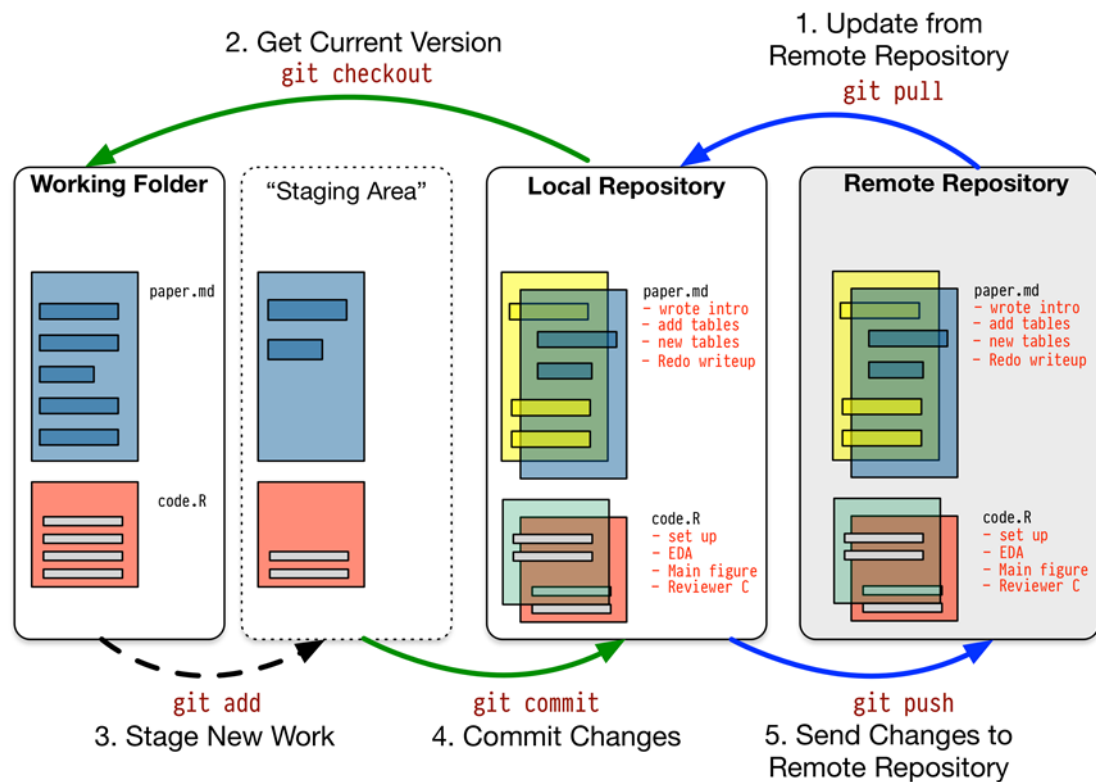 1. Update from
Remote Repository
git pull
2. Get Current Version
git checkout
Working Folder
“Staging Area”
Local Repository
Remote Repository
paper.md
code.R
paper.md
- wrote intro
- add tables
- new tables
- Redo writeup
code.R
- set up
- EDA
- Main figure
- Reviewer C
paper.md
- wrote intro
- add tables
- new tables
- Redo writeup
code.R
- set up
- EDA
- Main figure
- Reviewer C
git add
3. Stage New Work
git commit
4. Commit Changes
git push
5. Send Changes to
Remote Repository